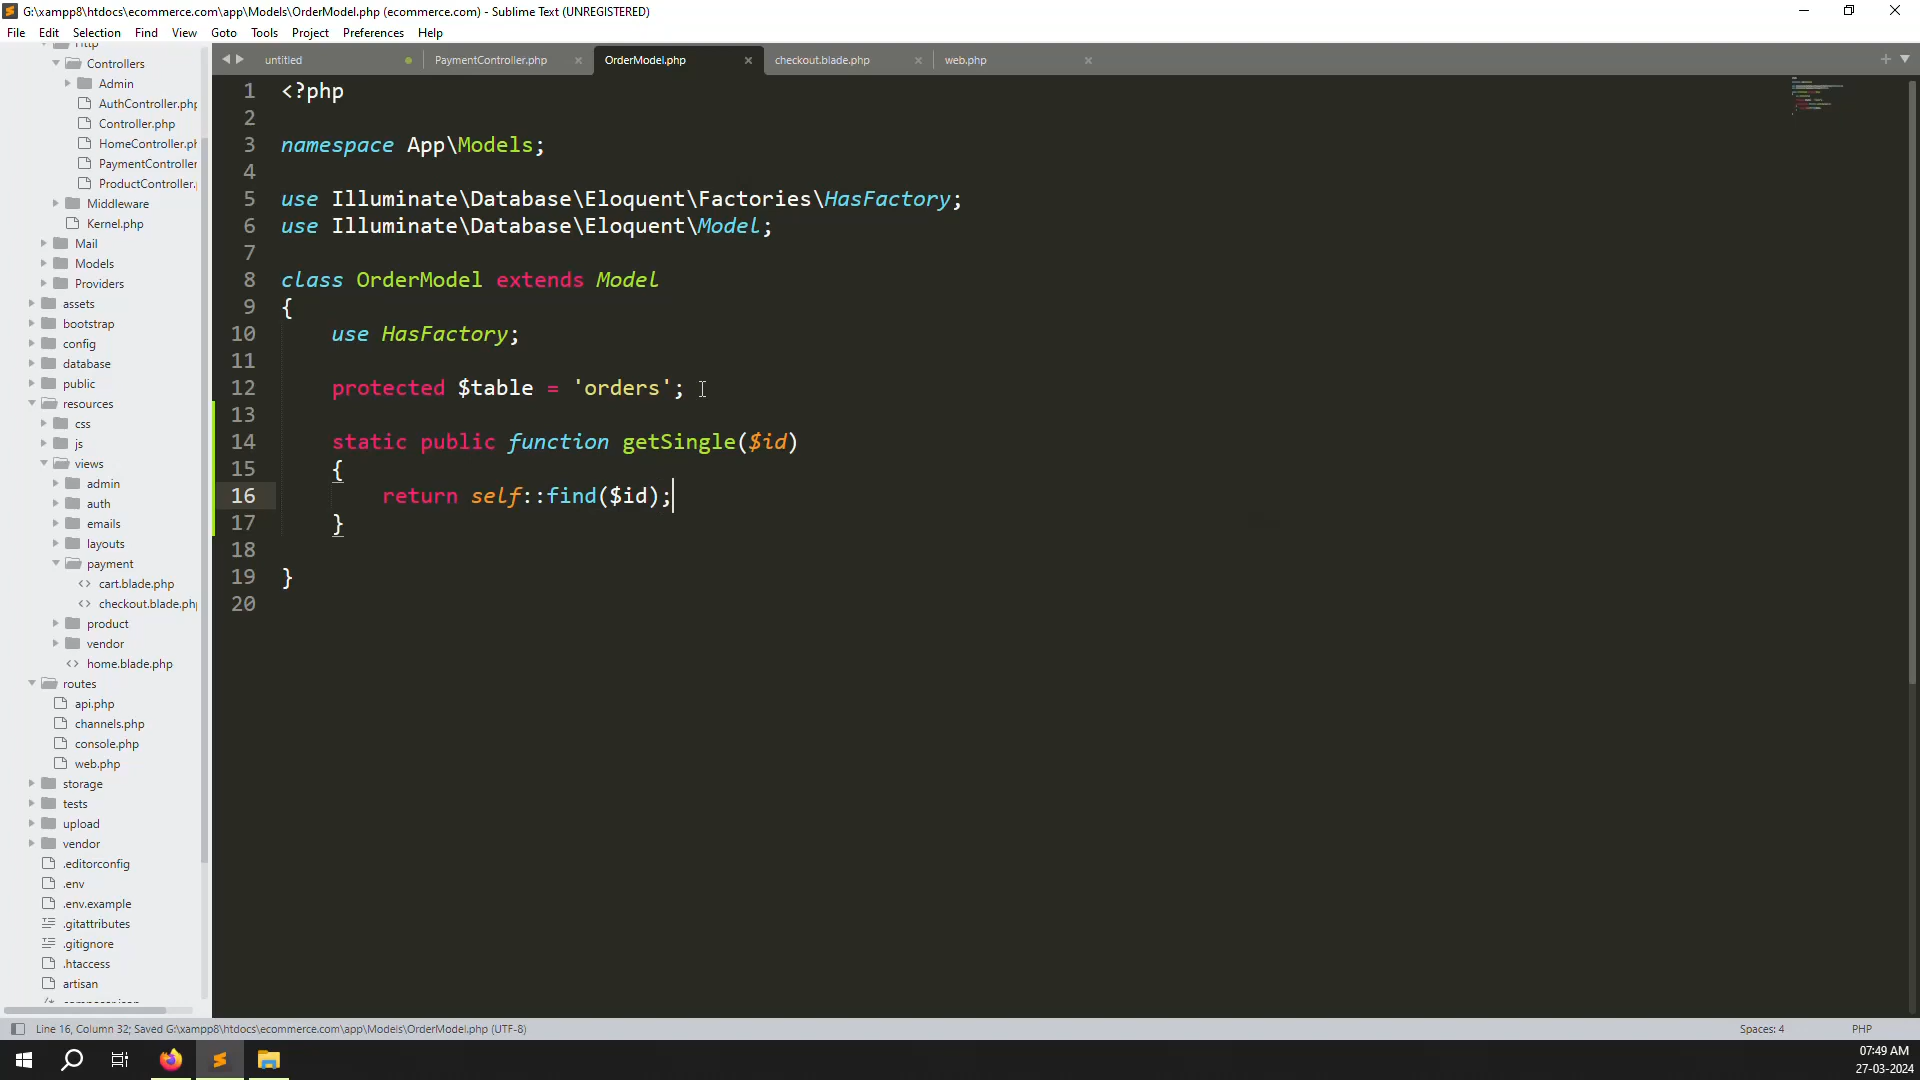 G:\xampp8\htdocs\ecommerce.com\app\Models\OrderModel.php (ecommerce.com) - Sublime Text (UNREGISTERED)
File Edit Selection Find View Goto Tools Project Preferences Help
Http
Controllers
Admin
AuthController.php
Controller.php
HomeController.ph
PaymentController
ProductController.
Middleware
Kernel.php
Mail
Models
Providers
assets
bootstrap
config
database
public
resources
css
js
views
admin
auth
emails
layouts
payment
cart.blade.php
checkout.blade.php
product
vendor
home.blade.php
routes
api.php
channels.php
console.php
web.php
storage
tests
upload
vendor
.editorconfig
.env
.env.example
.gitattributes
.gitignore
.htaccess
artisan
untitled PaymentController.php OrderModel.php checkout.blade.php web.php
1 <?php
2
3 namespace App\Models;
4
5 use Illuminate\Database\Eloquent\Factories\HasFactory;
6 use Illuminate\Database\Eloquent\Model;
7
8 class OrderModel extends Model
9 {
10 use HasFactory;
11
12 protected $table = 'orders';
13
14 static public function getSingle($id)
15 {
16 return self::find($id);
17 }
18
19 }
20
Line 16, Column 32; Saved G:\xampp8\htdocs\ecommerce.com\app\Models\OrderModel.php (UTF-8) Spaces: 4 PHP
07:49 AM
27-03-2024